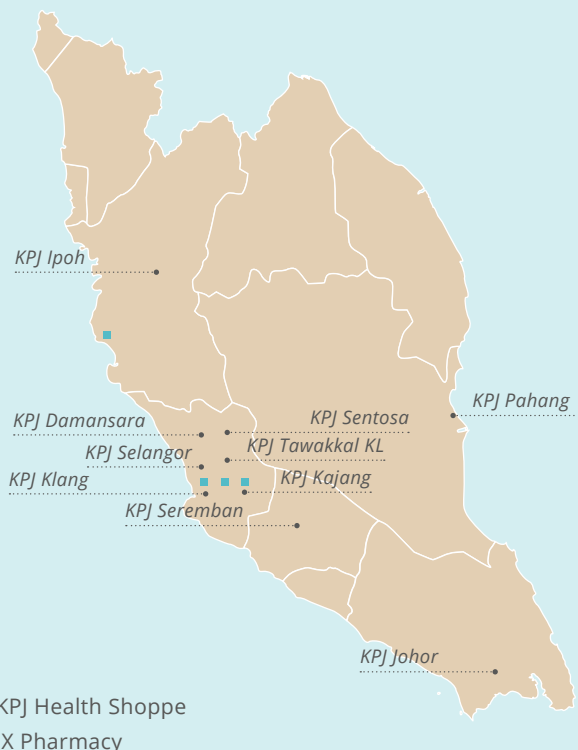 KPJ Ipoh
KPJ Pahang
KPJ Damansara
KPJ Sentosa
KPJ Selangor
KPJ Tawakkal KL
KPJ Klang
KPJ Kajang
KPJ Seremban
KPJ Johor
KPJ Health Shoppe
X Pharmacy